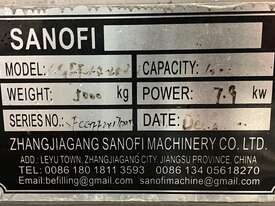 SANOFI
MODEL: CAPACITY:
WEIGHT: 5000 kg POWER: 7.9 kw
SERIES NO: DATE:
ZHANGJIAGANG SANOFI MACHINERY CO. LTD.
ADD : LEYU TOWN, ZHANGJIAGANG CITY, JIANGSU PROVINCE, CHINA
TEL: 0086 180 1811 3593 0086 134 05618270
Email:befilling@gmail.com sanofimachine@gmail.com